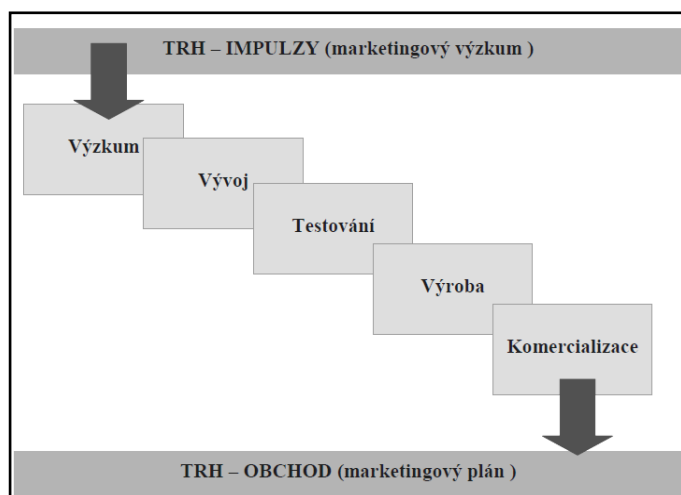 TRH – IMPULZY (marketingový výzkum )
Výzkum
Vývoj
Testování
Výroba
Komercializace
TRH – OBCHOD (marketingový plán )